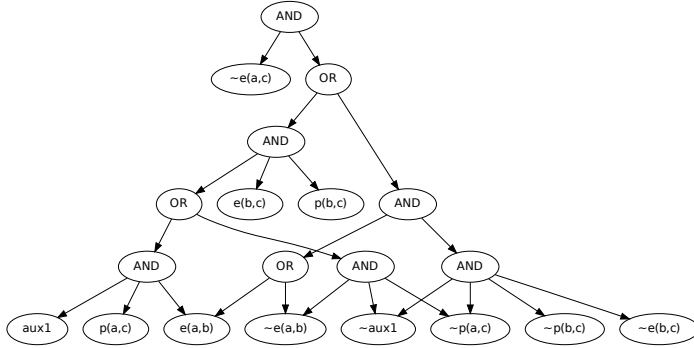 AND
~e(a,c) OR
AND
OR e(b,c) p(b,c) AND
AND OR AND AND
aux1 p(a,c) e(a,b) ~e(a,b) ~aux1 ~p(a,c) ~p(b,c) ~e(b,c)